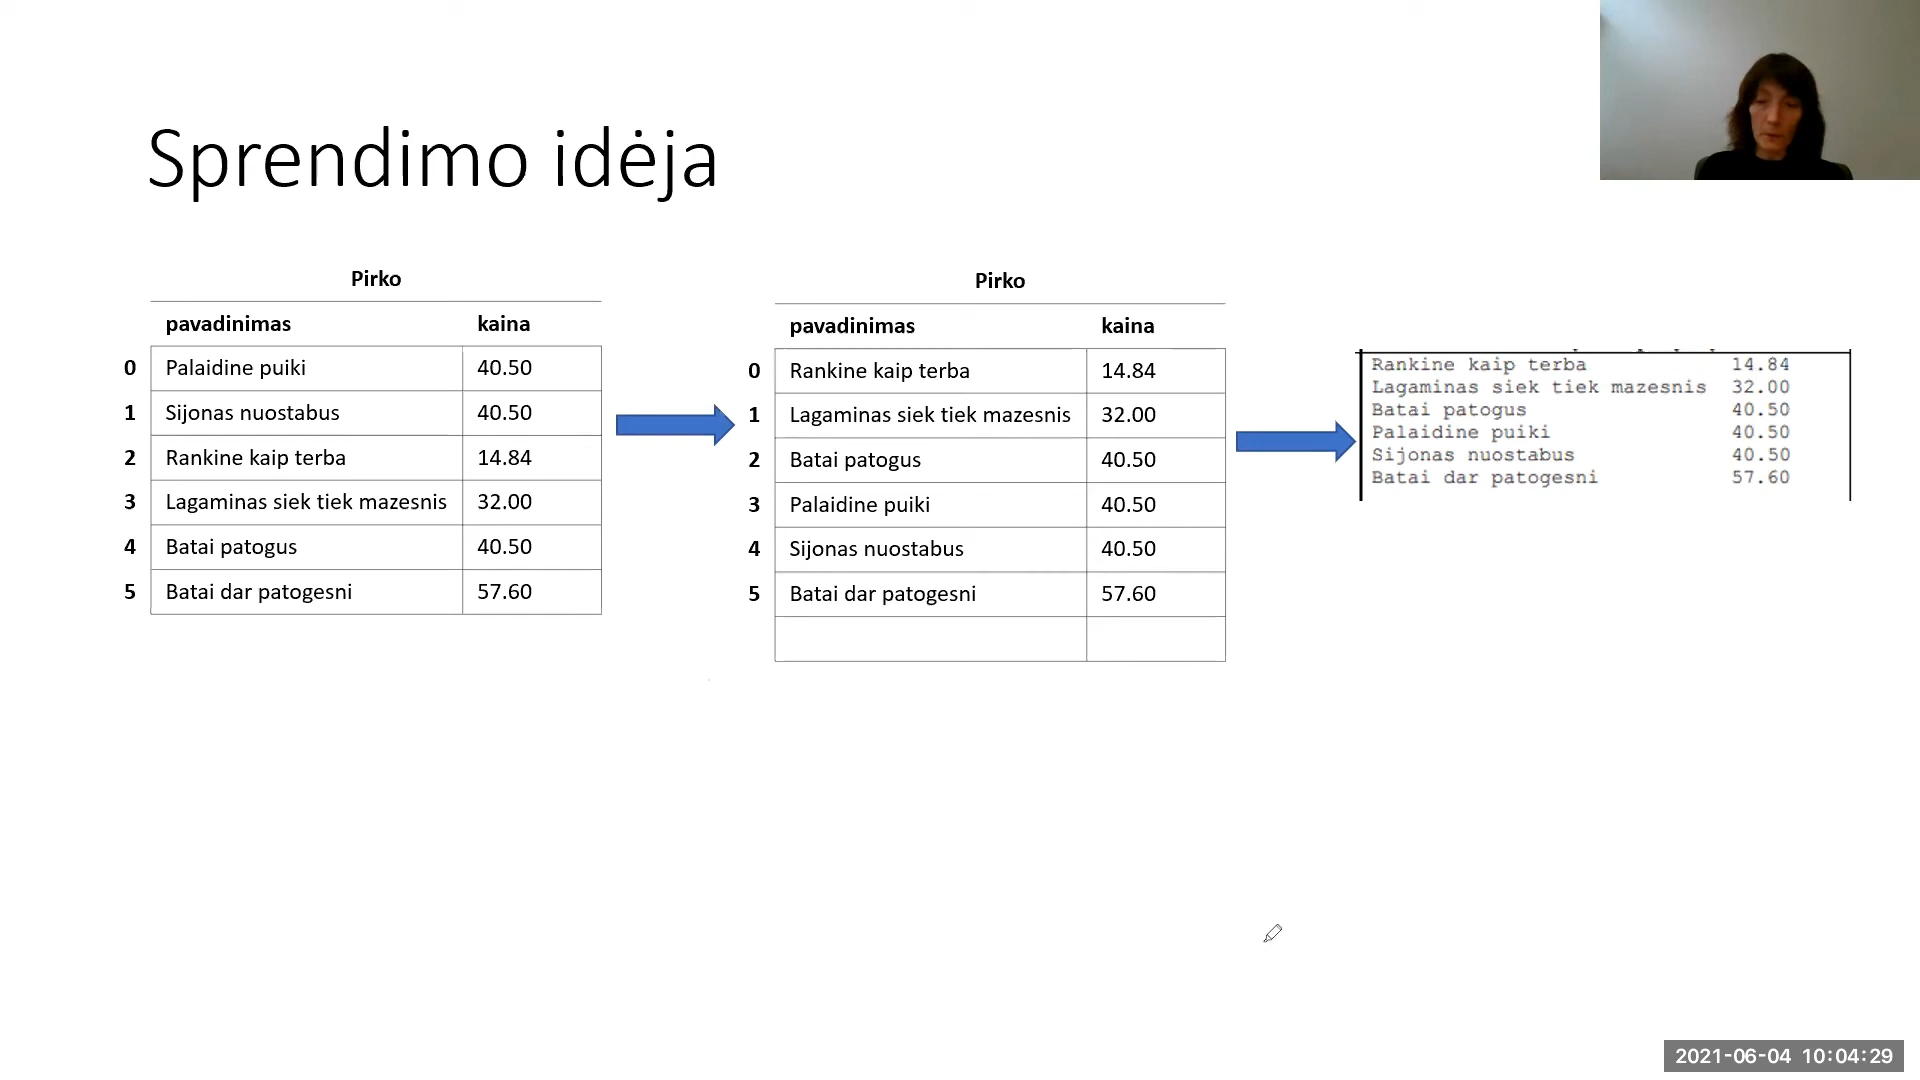 Sprendimo idėja
Pirko
pavadinimas kaina
0 Palaidine puiki 40.50
1 Sijonas nuostabus 40.50
2 Rankine kaip terba 14.84
3 Lagaminas siek tiek mazesnis 32.00
4 Batai patogus 40.50
5 Batai dar patogesni 57.60
Pirko
pavadinimas kaina
0 Rankine kaip terba 14.84
1 Lagaminas siek tiek mazesnis 32.00
2 Batai patogus 40.50
3 Palaidine puiki 40.50
4 Sijonas nuostabus 40.50
5 Batai dar patogesni 57.60
Rankine kaip terba 14.84
Lagaminas siek tiek mazesnis 32.00
Batai patogus 40.50
Palaidine puiki 40.50
Sijonas nuostabus 40.50
Batai dar patogesni 57.60
2021-06-04 10:04:29